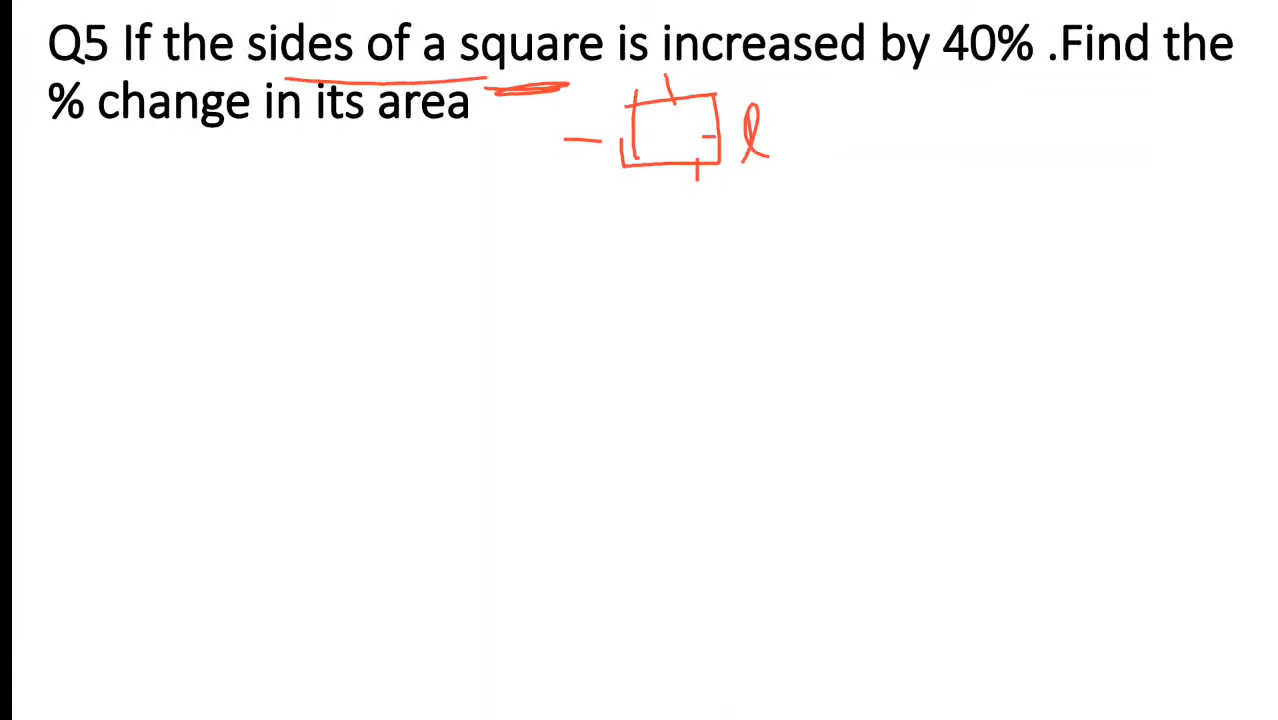 Q5 If the sides of a square is increased by 40% .Find the
% change in its area
l